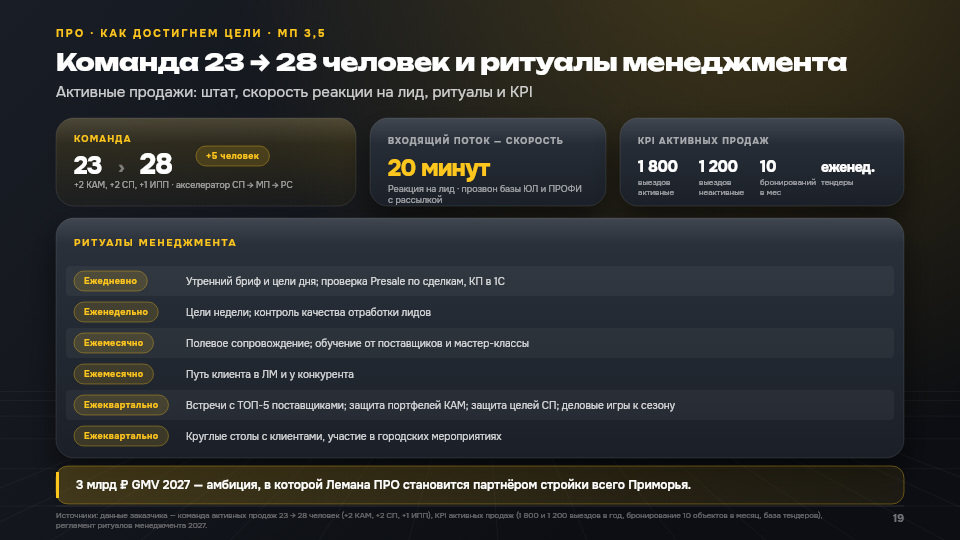 ПРО · КАК ДОСТИГНЕМ ЦЕЛИ · МП 3,5
Команда 23 → 28 человек и ритуалы менеджмента
Активные продажи: штат, скорость реакции на лид, ритуалы и KPI
КОМАНДА
23 › 28
+5 человек
+2 КАМ, +2 СП, +1 ИПП · акселератор СП → МП → РС
ВХОДЯЩИЙ ПОТОК — СКОРОСТЬ
20 минут
Реакция на лид · прозвон базы ЮЛ и ПРОФИ
с рассылкой
KPI АКТИВНЫХ ПРОДАЖ
1 800
выездов
активные
1 200
выездов
неактивные
10
бронирований
в мес
еженед.
тендеры
РИТУАЛЫ МЕНЕДЖМЕНТА
Ежедневно Утренний бриф и цели дня; проверка Presale по сделкам, КП в 1С
Еженедельно Цели недели; контроль качества отработки лидов
Ежемесячно Полевое сопровождение; обучение от поставщиков и мастер-классы
Ежемесячно Путь клиента в ЛМ и у конкурента
Ежеквартально Встречи с ТОП-5 поставщиками; защита портфелей КАМ; защита целей СП; деловые игры к сезону
Ежеквартально Круглые столы с клиентами, участие в городских мероприятиях
3 млрд ₽ GMV 2027 — амбиция, в которой Лемана ПРО становится партнёром стройки всего Приморья.
Источники: данные заказчика — команда активных продаж 23 → 28 человек (+2 КАМ, +2 СП, +1 ИПП), KPI активных продаж (1 800 и 1 200 выездов в год, бронирование 10 объектов в месяц, база тендеров),
регламент ритуалов менеджмента 2027.
19